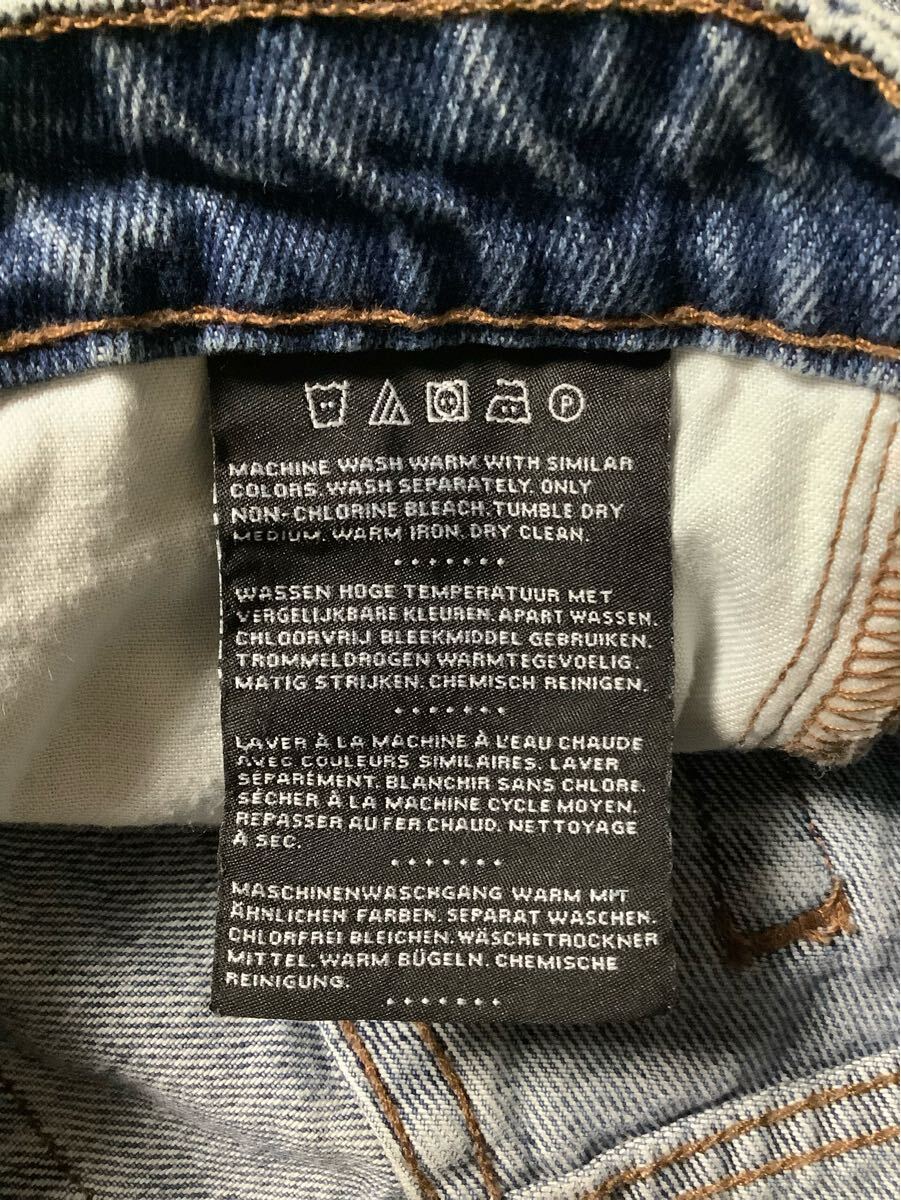 P
MACHINE WASH WARM WITH SIMILAR
COLORS. WASH SEPARATELY. ONLY
NON-CHLORINE BLEACH. TUMBLE DRY
MEDIUM. WARM IRON. DRY CLEAN.
WASSEN HOGE TEMPERATUUR MET
VERGELIJKBARE KLEUREN. APART WASSEN.
CHLOORVRIJ BLEEKMIDDEL GEBRUIKEN.
TROMMELDROGEN WARMTEGEVOELIG.
MATIG STRIJKEN. CHEMISCH REINIGEN.
LAVER À LA MACHINE À L'EAU CHAUDE
AVEC COULEURS SIMILAIRES. LAVER
SÉPARÉMENT. BLANCHIR SANS CHLORE.
SÉCHER À LA MACHINE CYCLE MOYEN.
REPASSER AU FER CHAUD. NETTOYAGE
À SEC.
MASCHINENWASCHGANG WARM MIT
ÄHNLICHEN FARBEN. SEPARAT WASCHEN.
CHLORFREI BLEICHEN. WÄSCHETROCKNER
MITTEL. WARM BÜGELN. CHEMISCHE
REINIGUNG.